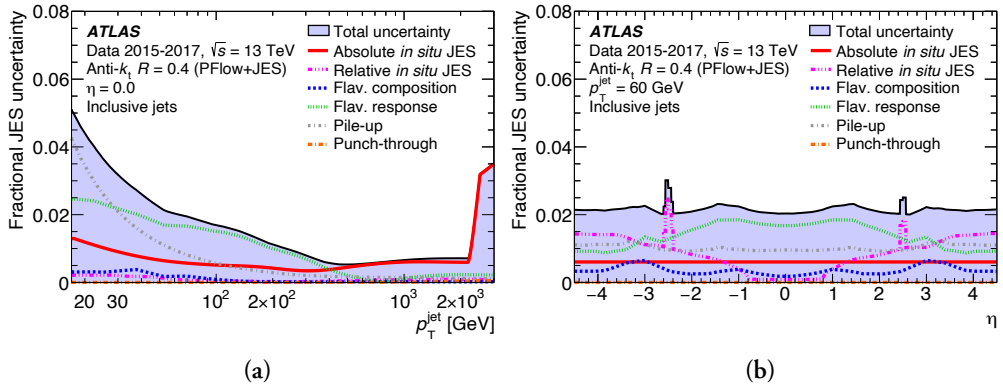 Fractional JES uncertainty
0.08
0.06
0.04
0.02
0
ATLAS
Data 2015-2017, √s = 13 TeV
Anti-kt R = 0.4 (PFlow+JES)
η = 0.0
Inclusive jets
Total uncertainty
Absolute in situ JES
Relative in situ JES
Flav. composition
Flav. response
Pile-up
Punch-through
20 30 10² 2×10² 10³ 2×10³
pT^jet [GeV]
(a)
Fractional JES uncertainty
0.08
0.06
0.04
0.02
0
ATLAS
Data 2015-2017, √s = 13 TeV
Anti-kt R = 0.4 (PFlow+JES)
pT^jet = 60 GeV
Inclusive jets
Total uncertainty
Absolute in situ JES
Relative in situ JES
Flav. composition
Flav. response
Pile-up
Punch-through
−4 −3 −2 −1 0 1 2 3 4
η
(b)